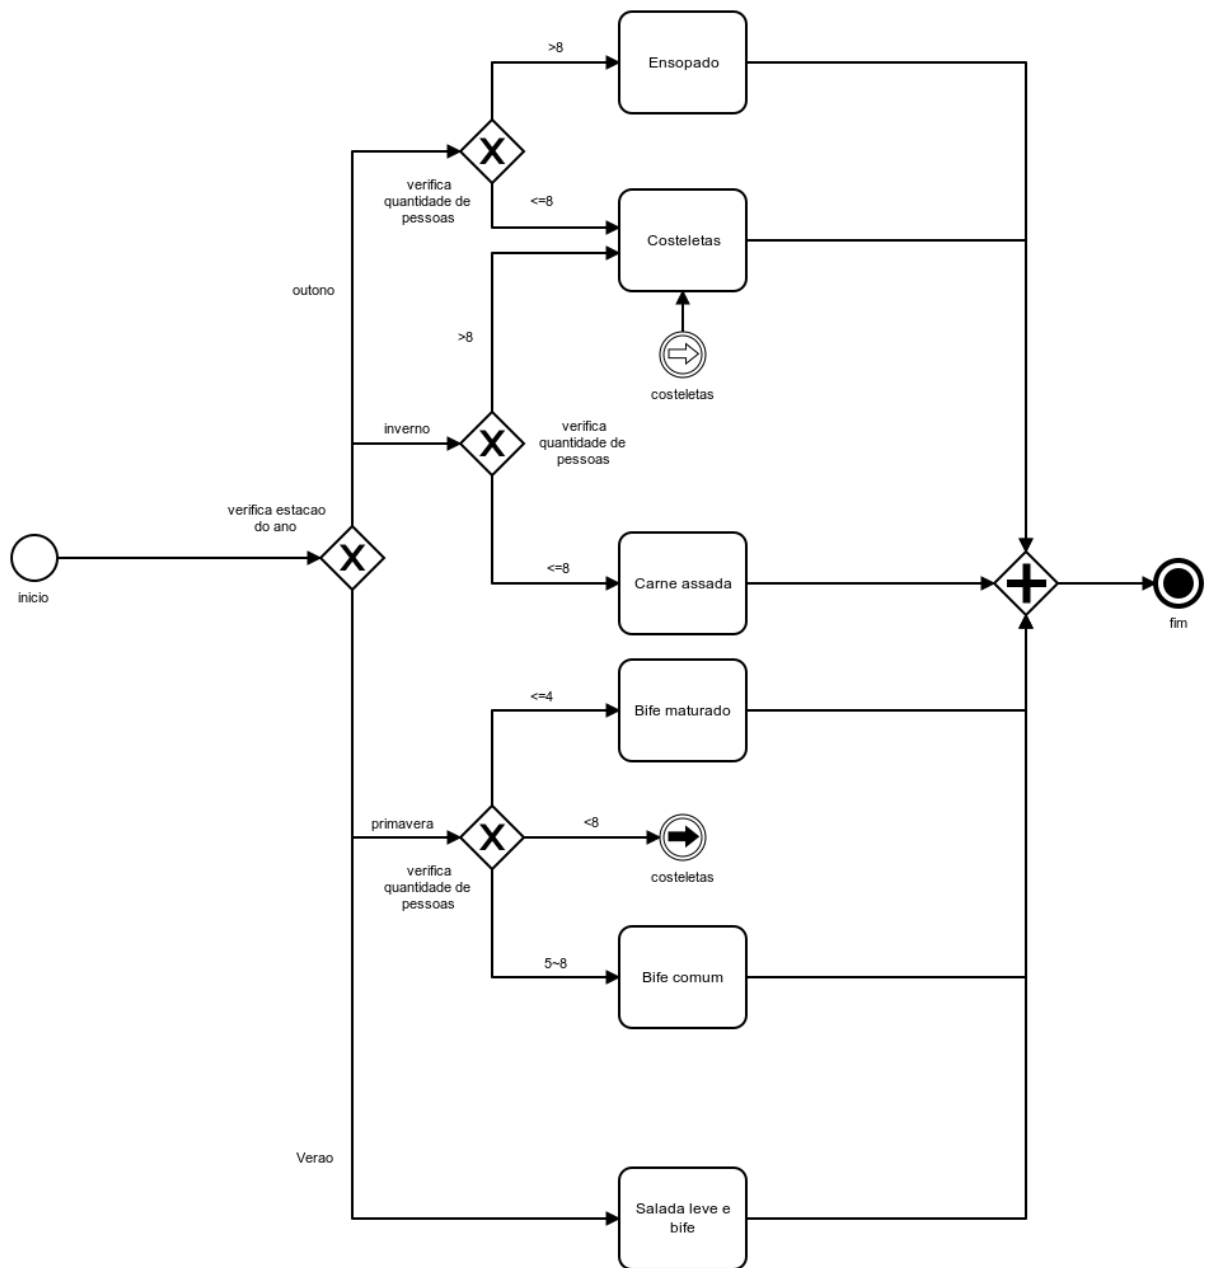 >8
Ensopado
verifica
quantidade de
pessoas
<=8
Costeletas
outono
>8
costeletas
inverno
verifica
quantidade de
pessoas
verifica estacao
do ano
inicio
<=8
Carne assada
fim
<=4
Bife maturado
primavera
<8
verifica
quantidade de
pessoas
costeletas
5~8
Bife comum
Verao
Salada leve e
bife